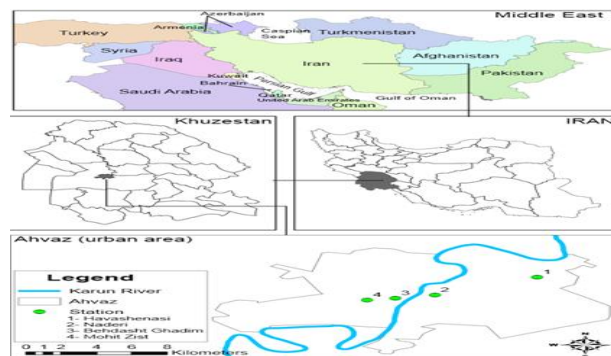 Middle East
Azerbaijan
Armenia
Turkey
Caspian
Sea
Turkmenistan
Syria
Iraq
Iran
Afghanistan
Pakistan
Kuwait
Bahrain
Persian Gulf
Saudi Arabia
Qatar
United Arab Emirates
Oman
Gulf of Oman
Khuzestan
IRAN
Ahvaz (urban area)
Legend
Karun River
Ahvaz
Station
1- Havashenasi
2- Naderi
3- Behdasht Ghadim
4- Mohit Zist
0 1 2 4 6 8
Kilometers
1
2
3
4
N
W E
S